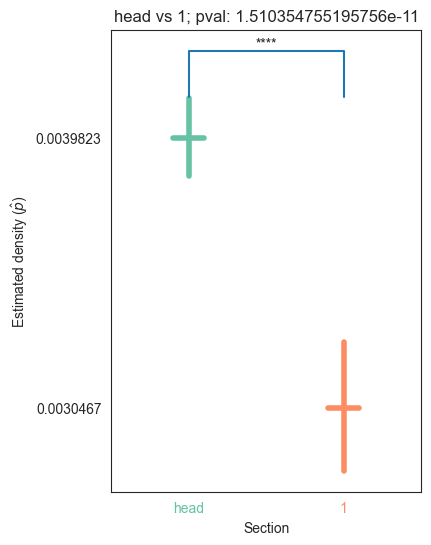 head vs 1; pval: 1.510354755195756e-11
****
0.0039823
Estimated density (p̂)
0.0030467
head 1
Section